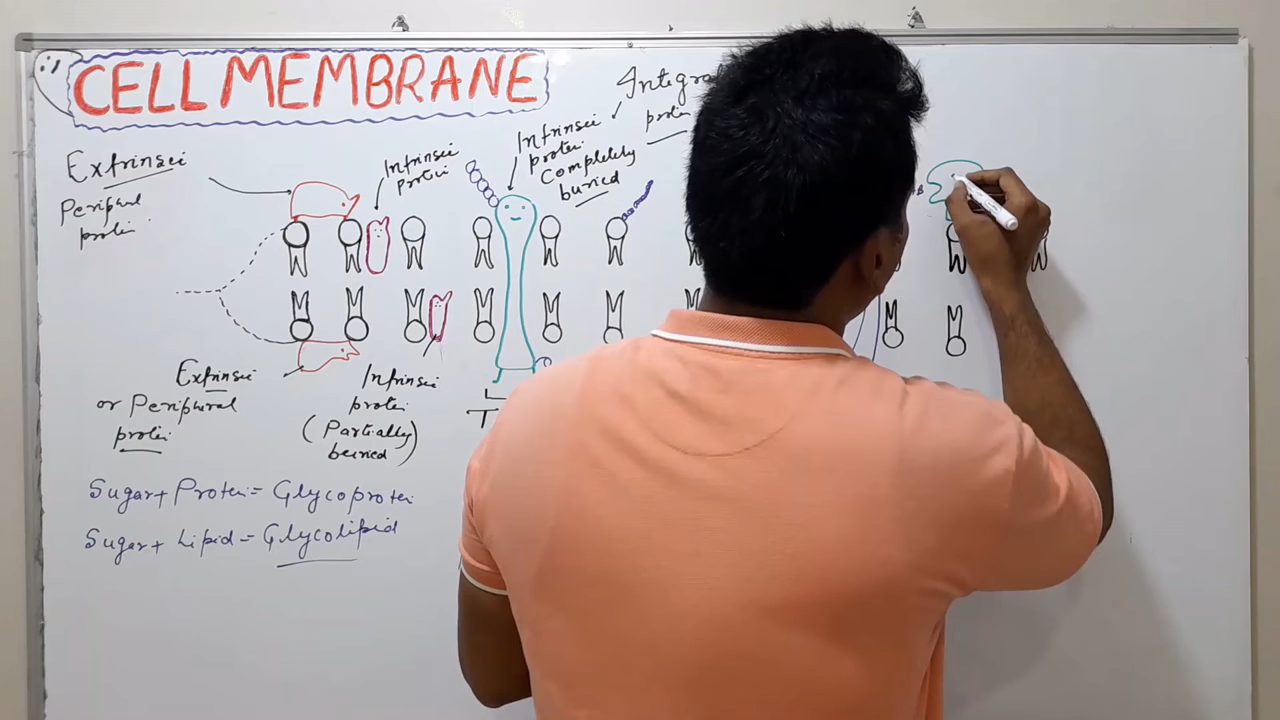 CELL MEMBRANE
Extrinsic
Peripheral
protein
Intrinsic
protein
Intrinsic
protein
Completely
buried
Integral
protein
Extrinsic
or Peripheral
protein
Intrinsic
protein
(Partially
buried)
Sugar + Protein = Glycoprotein
Sugar + Lipid = Glycolipid